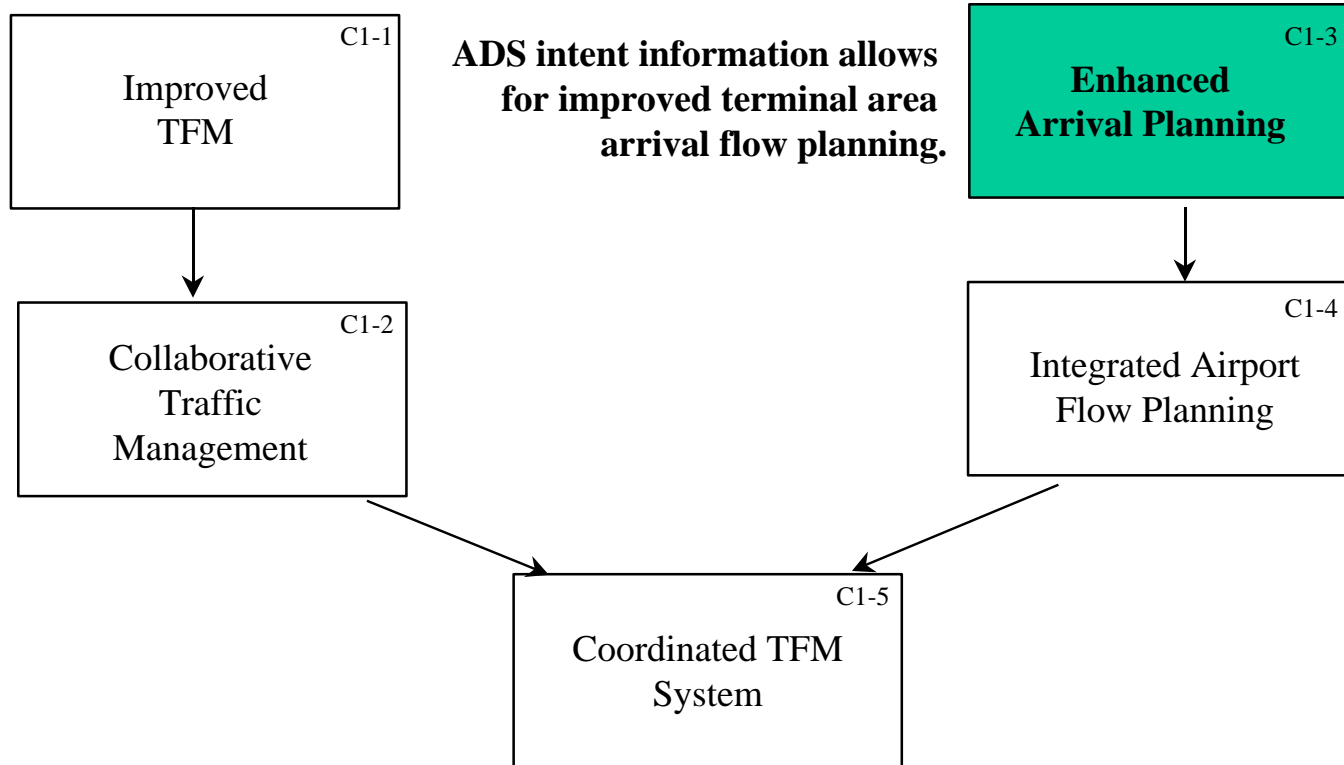 C1-1
Improved
TFM
ADS intent information allows
for improved terminal area
arrival flow planning.
C1-3
Enhanced
Arrival Planning
C1-2
Collaborative
Traffic
Management
C1-4
Integrated Airport
Flow Planning
C1-5
Coordinated TFM
System